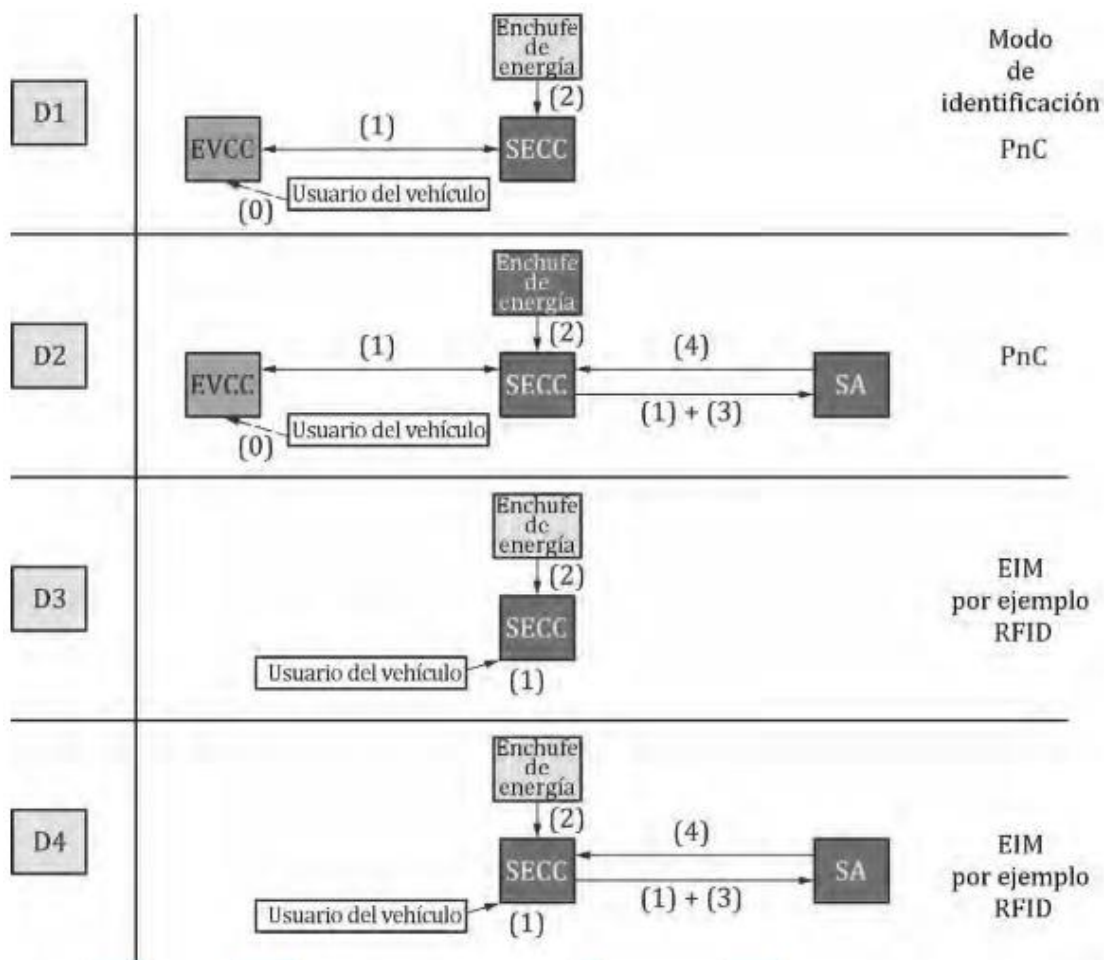 Enchufe
de
energía
Modo
de
identificación
D1
(2)
(1)
EVCC
SECC
PnC
Usuario del vehículo
(0)
Enchufe
de
energía
D2
(2)
(1)
(4)
EVCC
SECC
SA
PnC
(1) + (3)
Usuario del vehículo
(0)
Enchufe
de
energía
D3
(2)
EIM
por ejemplo
RFID
SECC
Usuario del vehículo
(1)
Enchufe
de
energía
D4
(2)
(4)
SECC
SA
EIM
por ejemplo
RFID
(1) + (3)
Usuario del vehículo
(1)